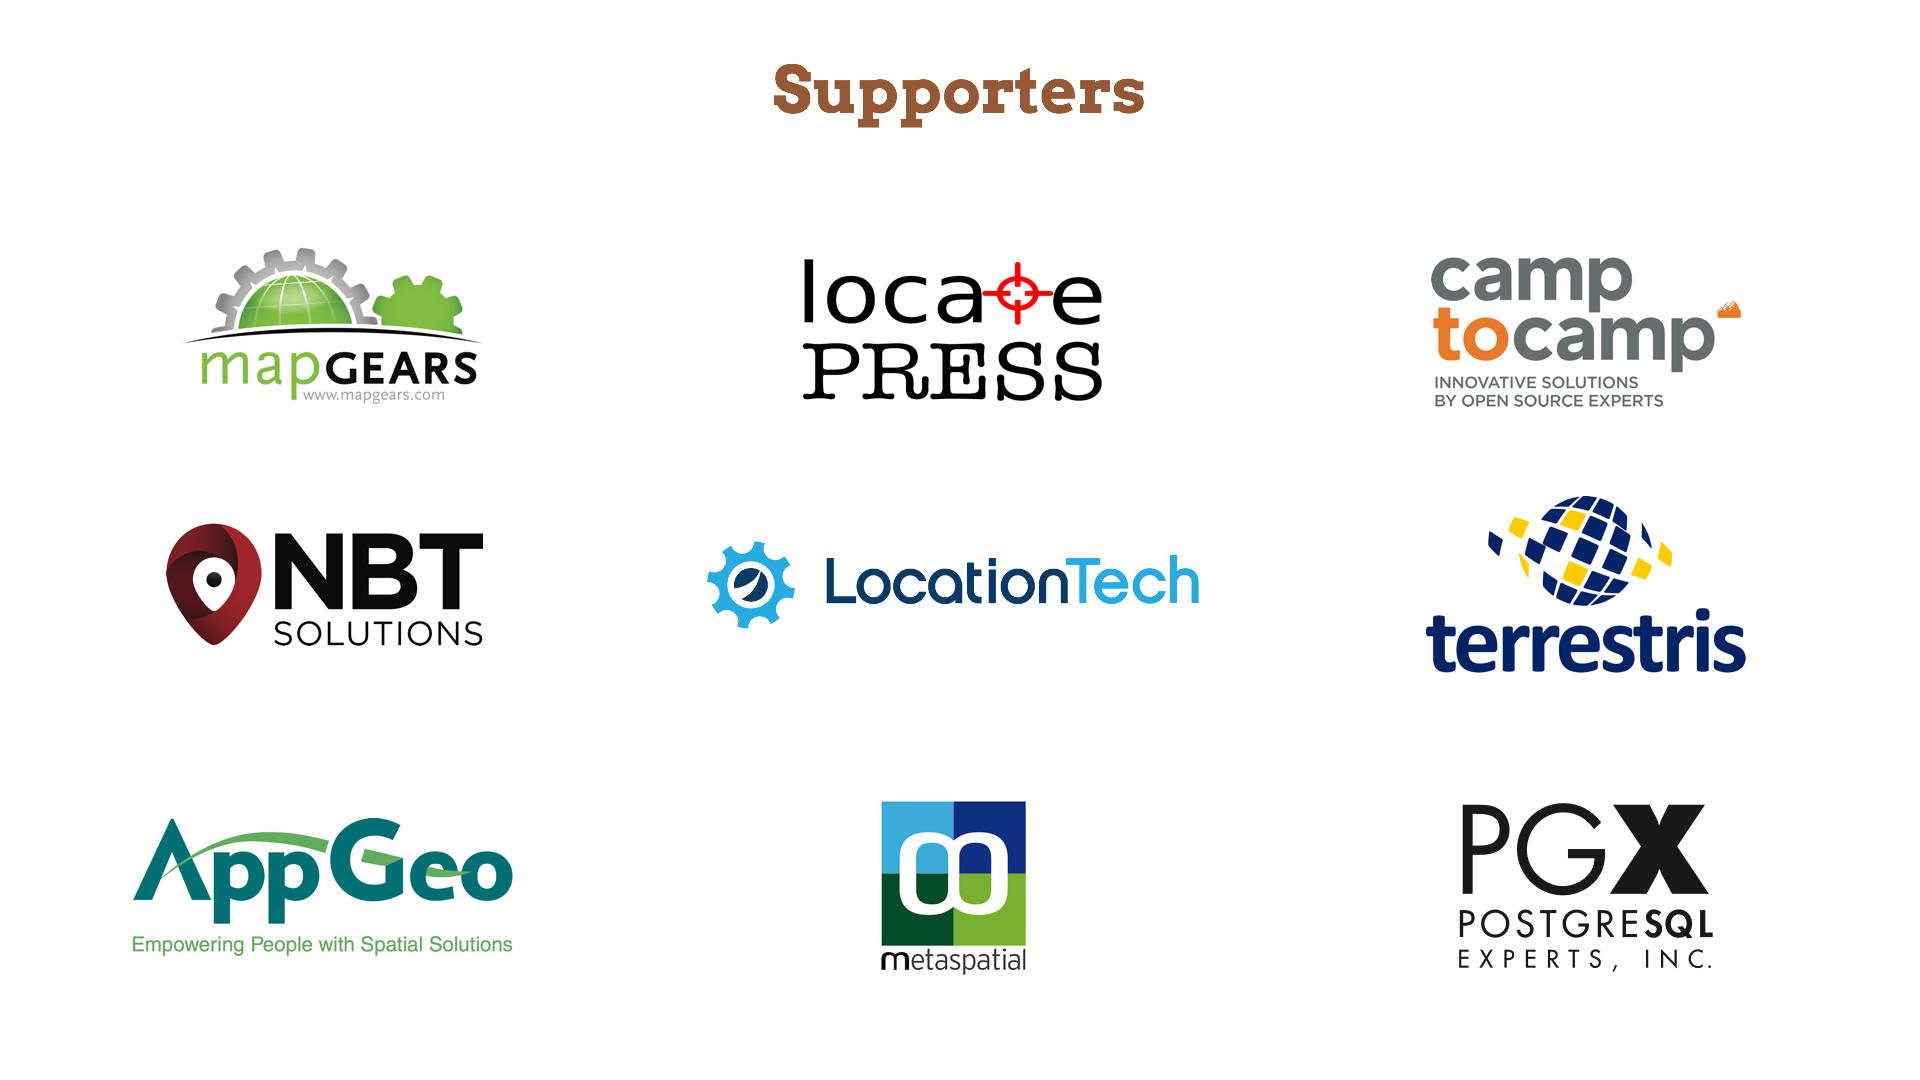 Supporters
mapGEARS
www.mapgears.com
locate
PRESS
camp
tocamp
INNOVATIVE SOLUTIONS
BY OPEN SOURCE EXPERTS
NBT
SOLUTIONS
LocationTech
terrestris
AppGeo
Empowering People with Spatial Solutions
metaspatial
PGX
POSTGRESQL
EXPERTS, INC.